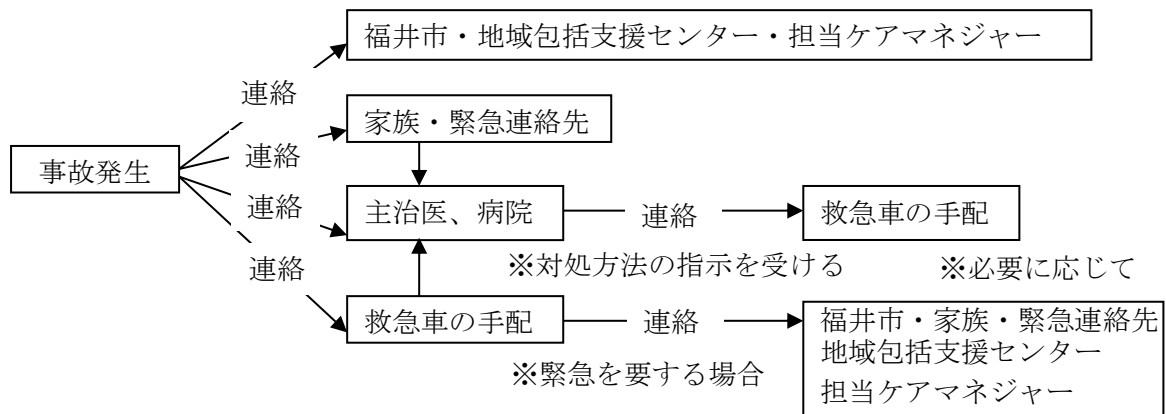 福井市・地域包括支援センター・担当ケアマネジャー
連絡
家族・緊急連絡先
連絡
事故発生
連絡
主治医、病院
連絡
救急車の手配
※対処方法の指示を受ける
※必要に応じて
連絡
救急車の手配
連絡
福井市・家族・緊急連絡先
地域包括支援センター
担当ケアマネジャー
※緊急を要する場合